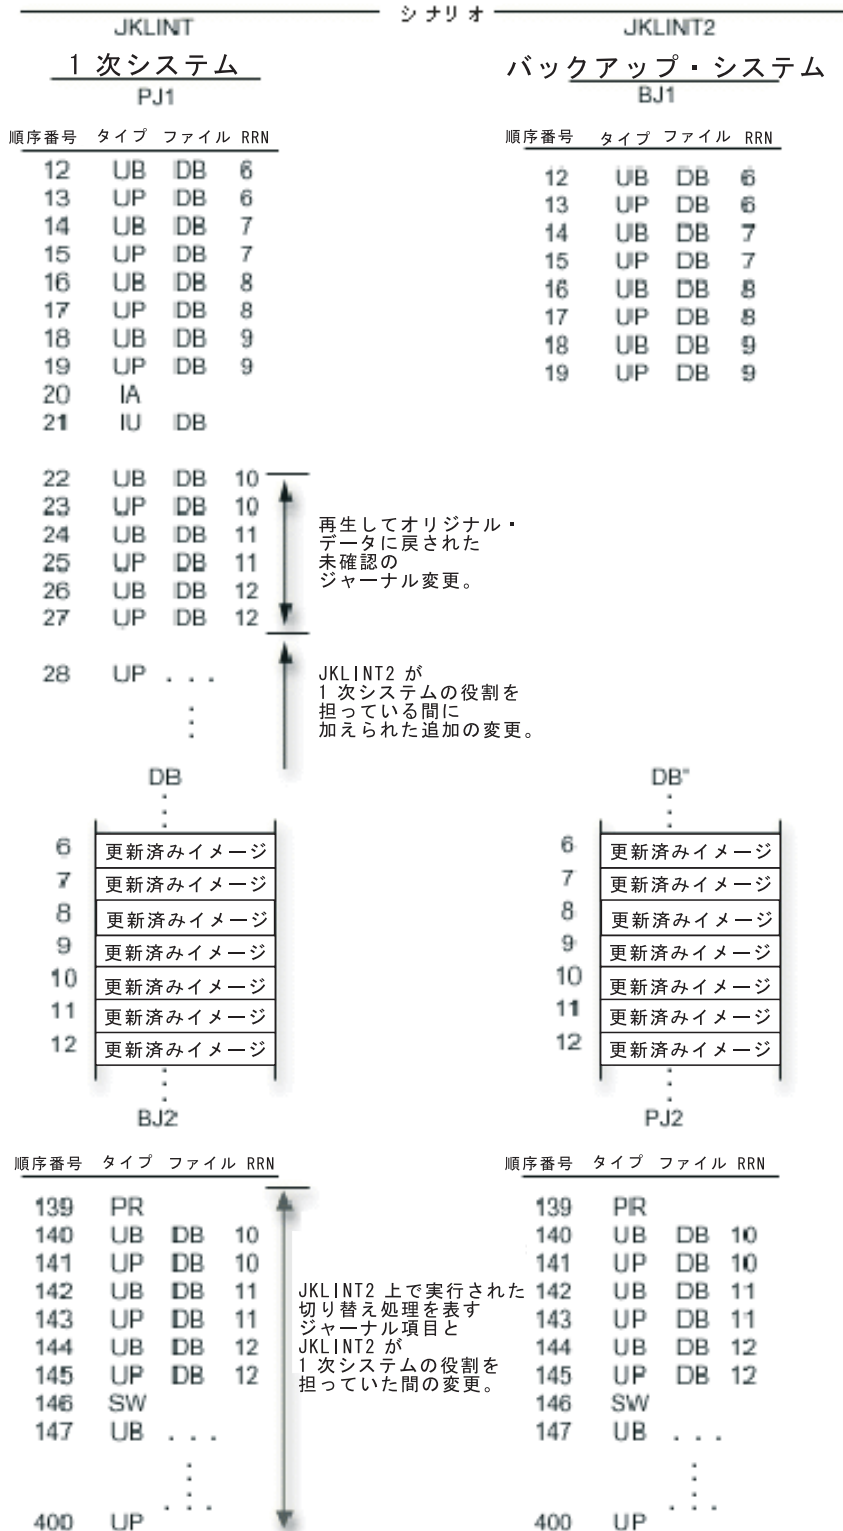 シナリオ
JKLINT
1 次システム
PJ1
順序番号 タイプ ファイル RRN
12 UB DB 6
13 UP DB 6
14 UB DB 7
15 UP DB 7
16 UB DB 8
17 UP DB 8
18 UB DB 9
19 UP DB 9
20 IA
21 IU DB
22 UB DB 10
23 UP DB 10
24 UB DB 11
25 UP DB 11
26 UB DB 12
27 UP DB 12
再生してオリジナル・
データに戻された
未確認の
ジャーナル変更。
28 UP . . .
JKLINT2 が
1 次システムの役割を
担っている間に
加えられた追加の変更。
JKLINT2
バックアップ・システム
BJ1
順序番号 タイプ ファイル RRN
12 UB DB 6
13 UP DB 6
14 UB DB 7
15 UP DB 7
16 UB DB 8
17 UP DB 8
18 UB DB 9
19 UP DB 9
DB
6 更新済みイメージ
7 更新済みイメージ
8 更新済みイメージ
9 更新済みイメージ
10 更新済みイメージ
11 更新済みイメージ
12 更新済みイメージ
DB"
6 更新済みイメージ
7 更新済みイメージ
8 更新済みイメージ
9 更新済みイメージ
10 更新済みイメージ
11 更新済みイメージ
12 更新済みイメージ
BJ2
順序番号 タイプ ファイル RRN
139 PR
140 UB DB 10
141 UP DB 10
142 UB DB 11
143 UP DB 11
144 UB DB 12
145 UP DB 12
146 SW
147 UB . . .
. . .
400 UP
JKLINT2 上で実行された
切り替え処理を表す
ジャーナル項目と
JKLINT2 が
1 次システムの役割を
担っていた間の変更。
PJ2
順序番号 タイプ ファイル RRN
139 PR
140 UB DB 10
141 UP DB 10
142 UB DB 11
143 UP DB 11
144 UB DB 12
145 UP DB 12
146 SW
147 UB . . .
. . .
400 UP